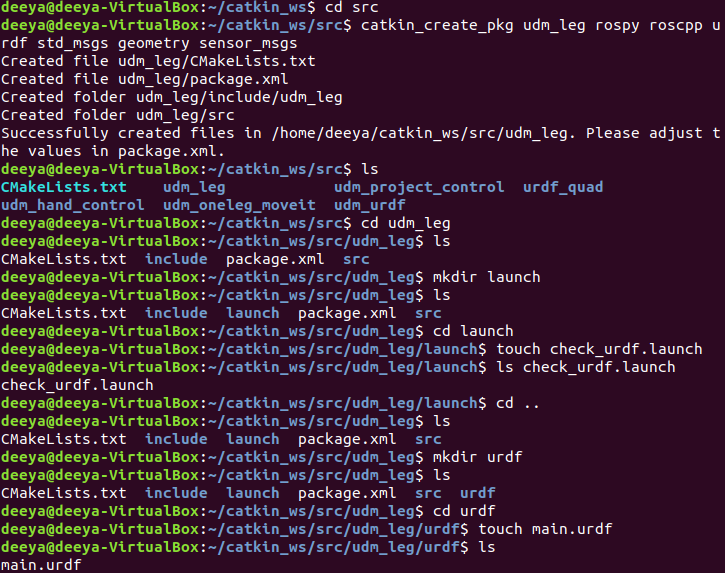 deeya@deeya-VirtualBox:~/catkin_ws$ cd src
deeya@deeya-VirtualBox:~/catkin_ws/src$ catkin_create_pkg udm_leg rospy roscpp u
rdf std_msgs geometry sensor_msgs
Created file udm_leg/CMakeLists.txt
Created file udm_leg/package.xml
Created folder udm_leg/include/udm_leg
Created folder udm_leg/src
Successfully created files in /home/deeya/catkin_ws/src/udm_leg. Please adjust t
he values in package.xml.
deeya@deeya-VirtualBox:~/catkin_ws/src$ ls
CMakeLists.txt    udm_leg            udm_project_control  urdf_quad
udm_hand_control  udm_oneleg_moveit  udm_urdf
deeya@deeya-VirtualBox:~/catkin_ws/src$ cd udm_leg
deeya@deeya-VirtualBox:~/catkin_ws/src/udm_leg$ ls
CMakeLists.txt  include  package.xml  src
deeya@deeya-VirtualBox:~/catkin_ws/src/udm_leg$ mkdir launch
deeya@deeya-VirtualBox:~/catkin_ws/src/udm_leg$ ls
CMakeLists.txt  include  launch  package.xml  src
deeya@deeya-VirtualBox:~/catkin_ws/src/udm_leg$ cd launch
deeya@deeya-VirtualBox:~/catkin_ws/src/udm_leg/launch$ touch check_urdf.launch
deeya@deeya-VirtualBox:~/catkin_ws/src/udm_leg/launch$ ls check_urdf.launch
check_urdf.launch
deeya@deeya-VirtualBox:~/catkin_ws/src/udm_leg/launch$ cd ..
deeya@deeya-VirtualBox:~/catkin_ws/src/udm_leg$ ls
CMakeLists.txt  include  launch  package.xml  src
deeya@deeya-VirtualBox:~/catkin_ws/src/udm_leg$ mkdir urdf
deeya@deeya-VirtualBox:~/catkin_ws/src/udm_leg$ ls
CMakeLists.txt  include  launch  package.xml  src  urdf
deeya@deeya-VirtualBox:~/catkin_ws/src/udm_leg$ cd urdf
deeya@deeya-VirtualBox:~/catkin_ws/src/udm_leg/urdf$ touch main.urdf
deeya@deeya-VirtualBox:~/catkin_ws/src/udm_leg/urdf$ ls
main.urdf